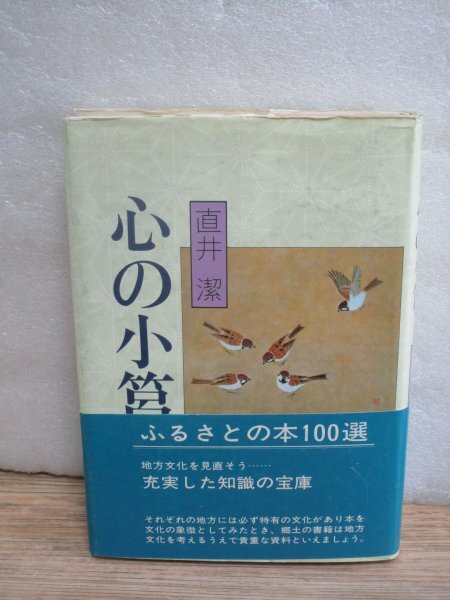 心の小筥
直井潔
ふるさとの本100選
地方文化を見直そう……
充実した知識の宝庫
それぞれの地方には必ず特有の文化があり本を
文化の象徴としてみたとき、郷土の書籍は地方
文化を考えるうえで貴重な資料といえましょう。